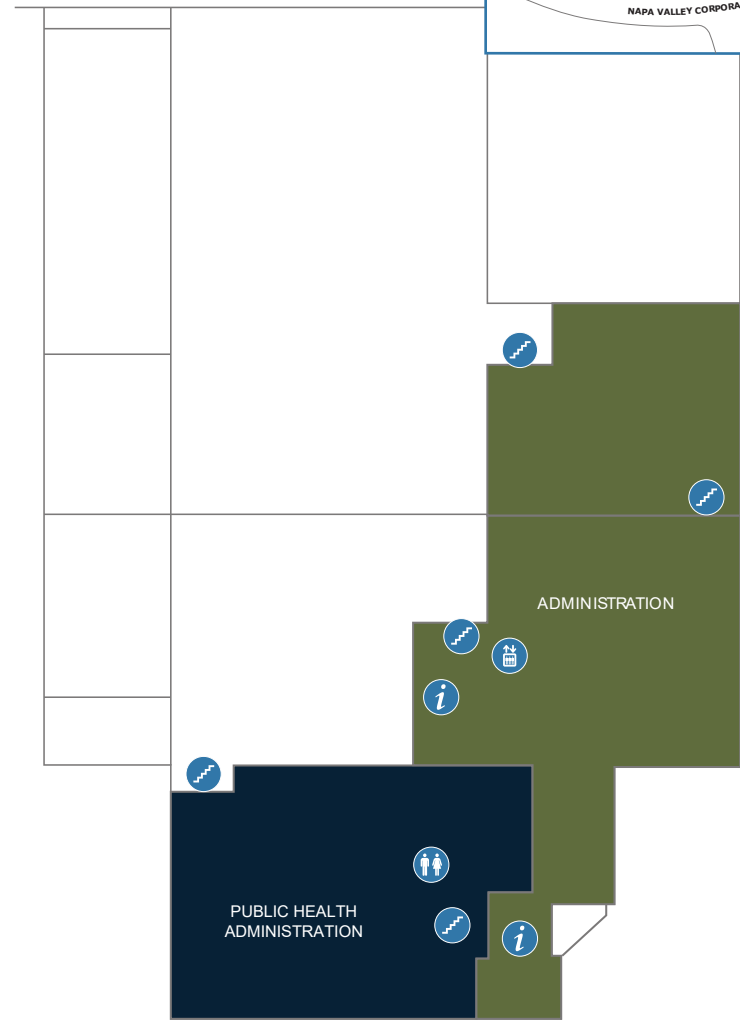 NAPA VALLEY CORPORA
ADMINISTRATION
i
PUBLIC HEALTH
ADMINISTRATION
i